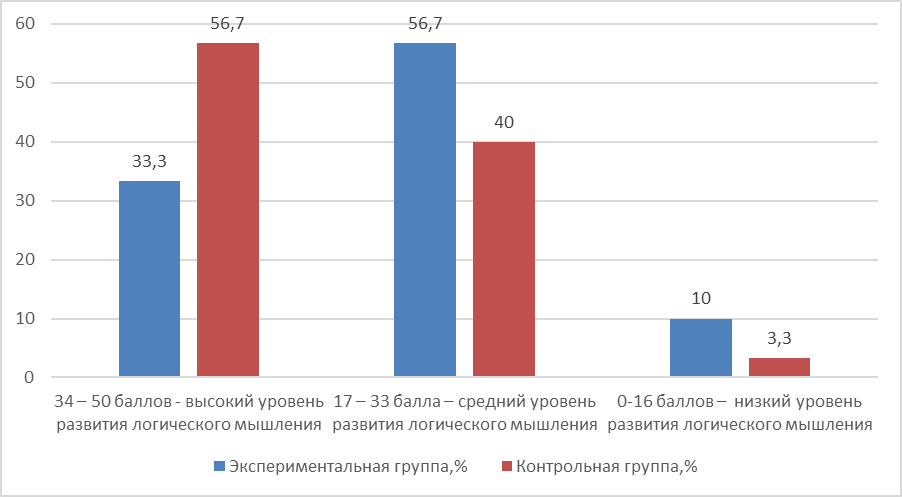 60
50
40
30
20
10
0
56,7
56,7
33,3
40
10
3,3
34 – 50 баллов - высокий уровень
развития логического мышления
17 – 33 балла – средний уровень
развития логического мышления
0-16 баллов – низкий уровень
развития логического мышления
Экспериментальная группа,%
Контрольная группа,%